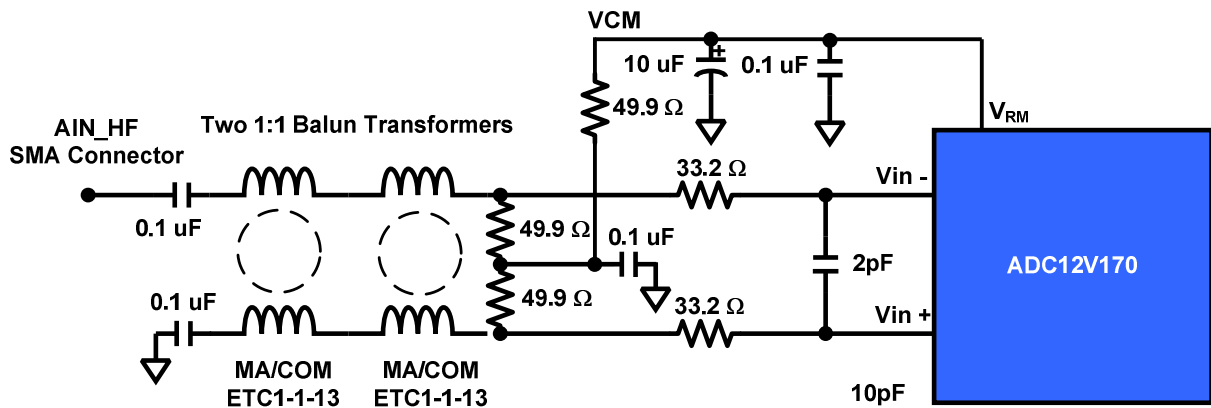 VCM
10 uF
+
0.1 uF
49.9 Ω
AIN_HF
SMA Connector
Two 1:1 Balun Transformers
VRM
33.2 Ω
Vin -
0.1 uF
49.9 Ω
0.1 uF
2pF
ADC12V170
0.1 uF
49.9 Ω
33.2 Ω
Vin +
MA/COM
ETC1-1-13
MA/COM
ETC1-1-13
10pF